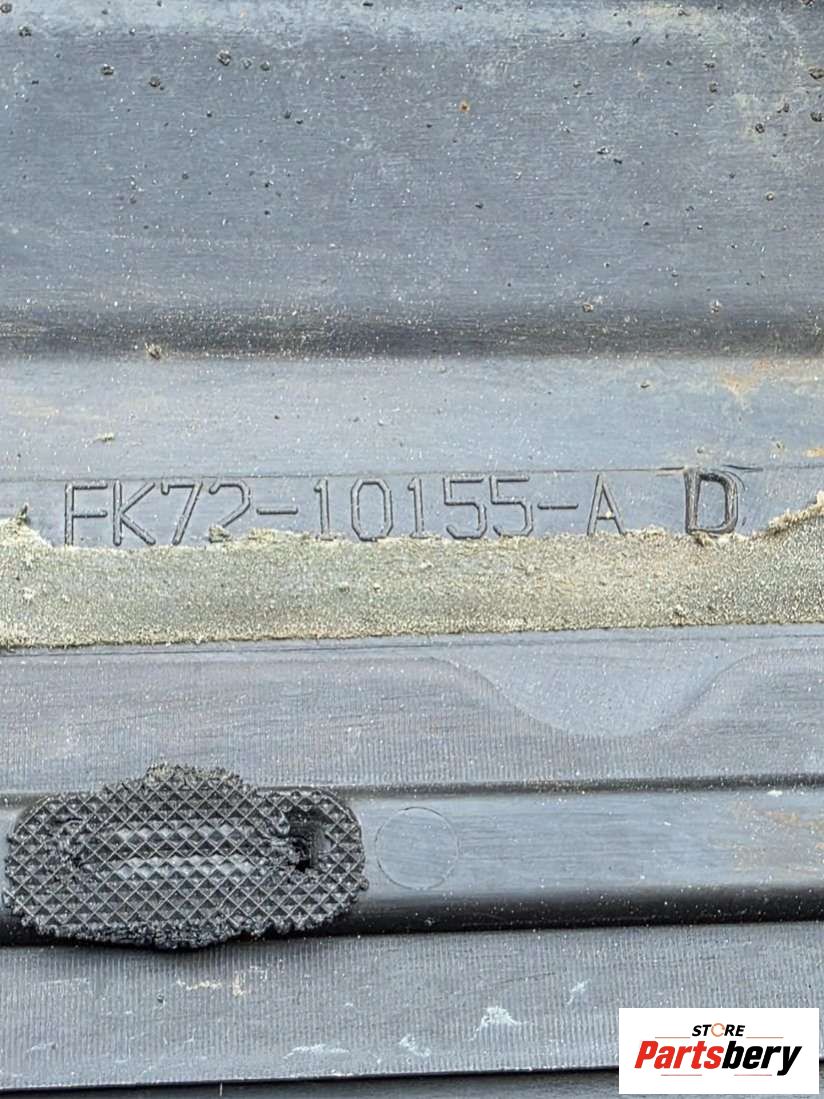 FK72-10155-A D
STORE
Partsbery